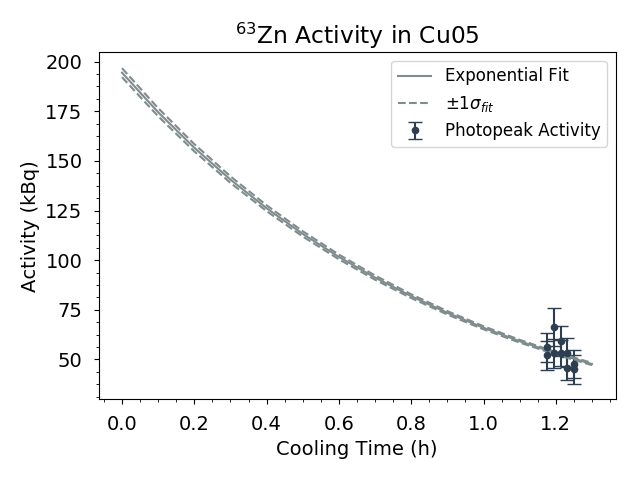 ⁶³Zn Activity in Cu05
Exponential Fit
±1σ_fit
Photopeak Activity
Activity (kBq)
200
175
150
125
100
75
50
0.0 0.2 0.4 0.6 0.8 1.0 1.2
Cooling Time (h)